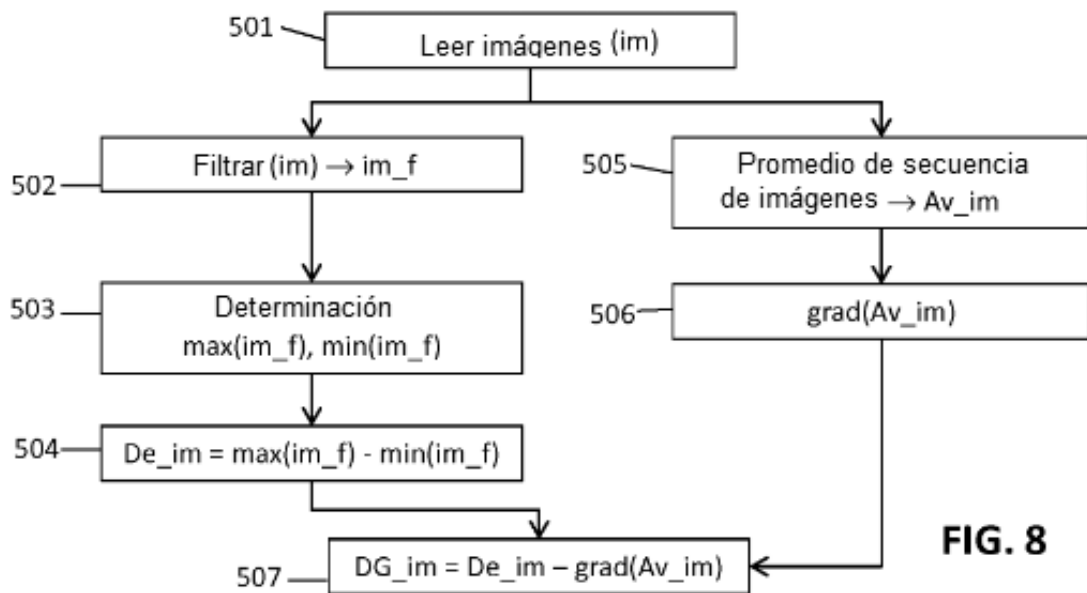 501
Leer imágenes (im)
502
Filtrar (im) → im_f
505
Promedio de secuencia
de imágenes → Av_im
503
Determinación
max(im_f), min(im_f)
506
grad(Av_im)
504
De_im = max(im_f) - min(im_f)
507
DG_im = De_im – grad(Av_im)
FIG. 8